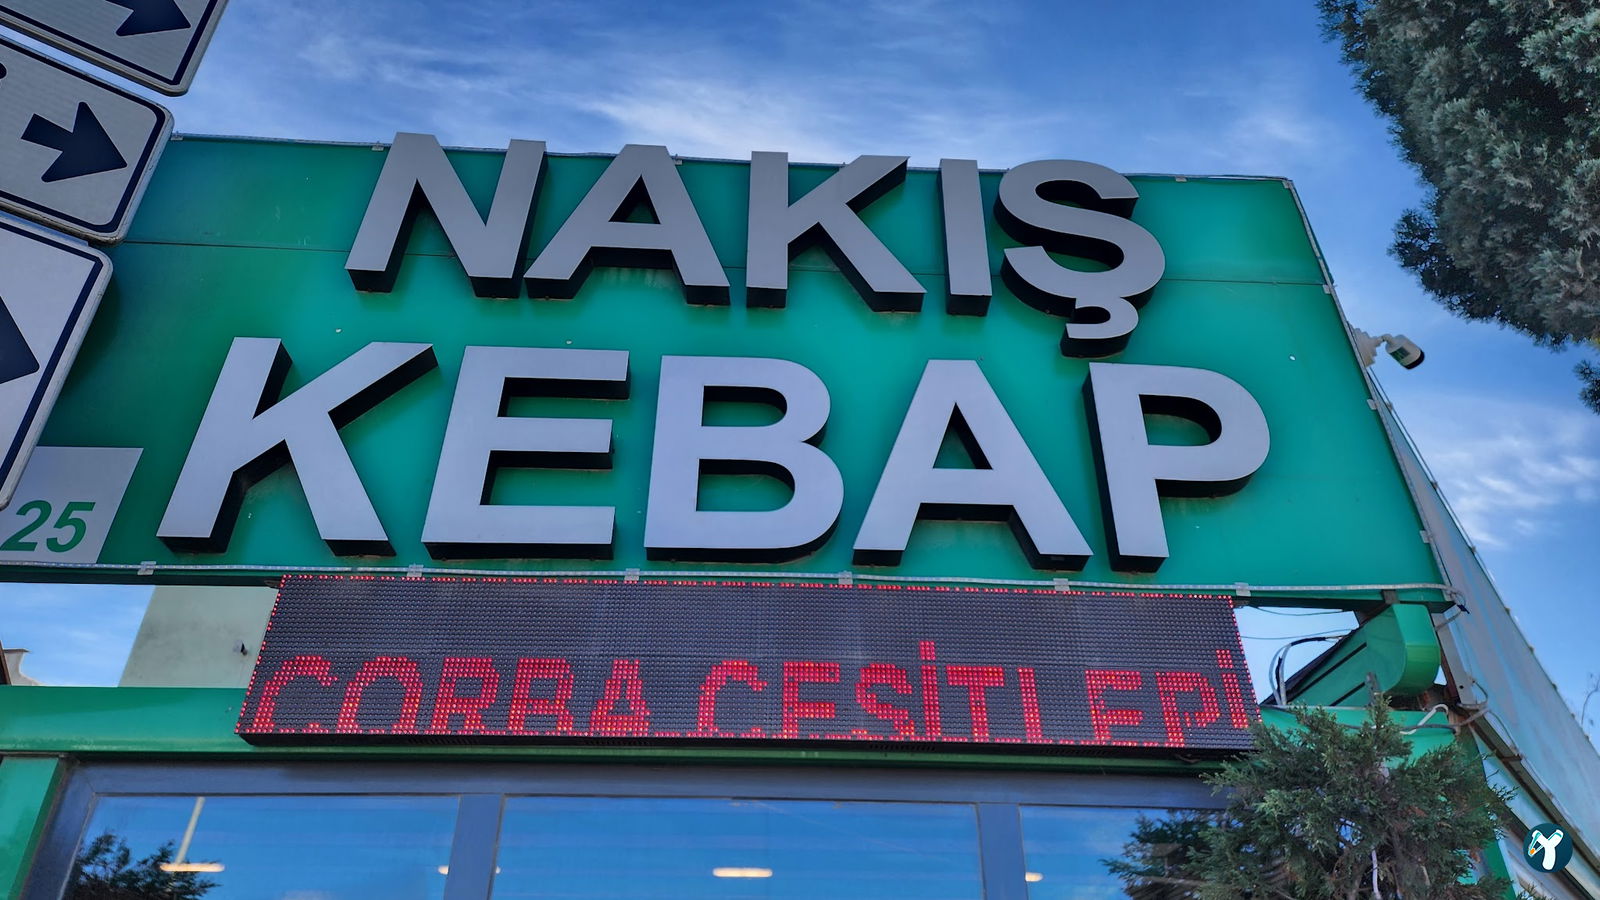 NAKIŞ
KEBAP
25
ÇORBA ÇEŞİTLERİ